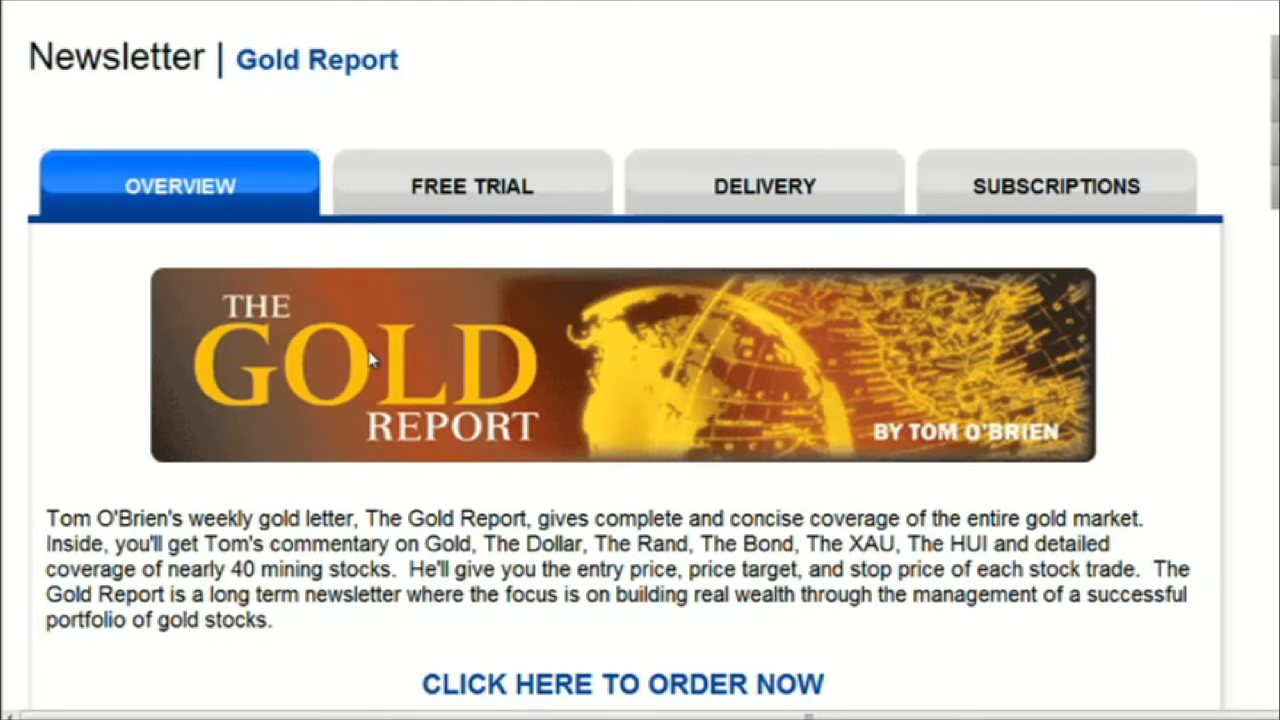 Newsletter | Gold Report
OVERVIEW
FREE TRIAL
DELIVERY
SUBSCRIPTIONS
THE
GOLD
REPORT
BY TOM O'BRIEN
Tom O'Brien's weekly gold letter, The Gold Report, gives complete and concise coverage of the entire gold market.
Inside, you'll get Tom's commentary on Gold, The Dollar, The Rand, The Bond, The XAU, The HUI and detailed
coverage of nearly 40 mining stocks.  He'll give you the entry price, price target, and stop price of each stock trade.  The
Gold Report is a long term newsletter where the focus is on building real wealth through the management of a successful
portfolio of gold stocks.
CLICK HERE TO ORDER NOW